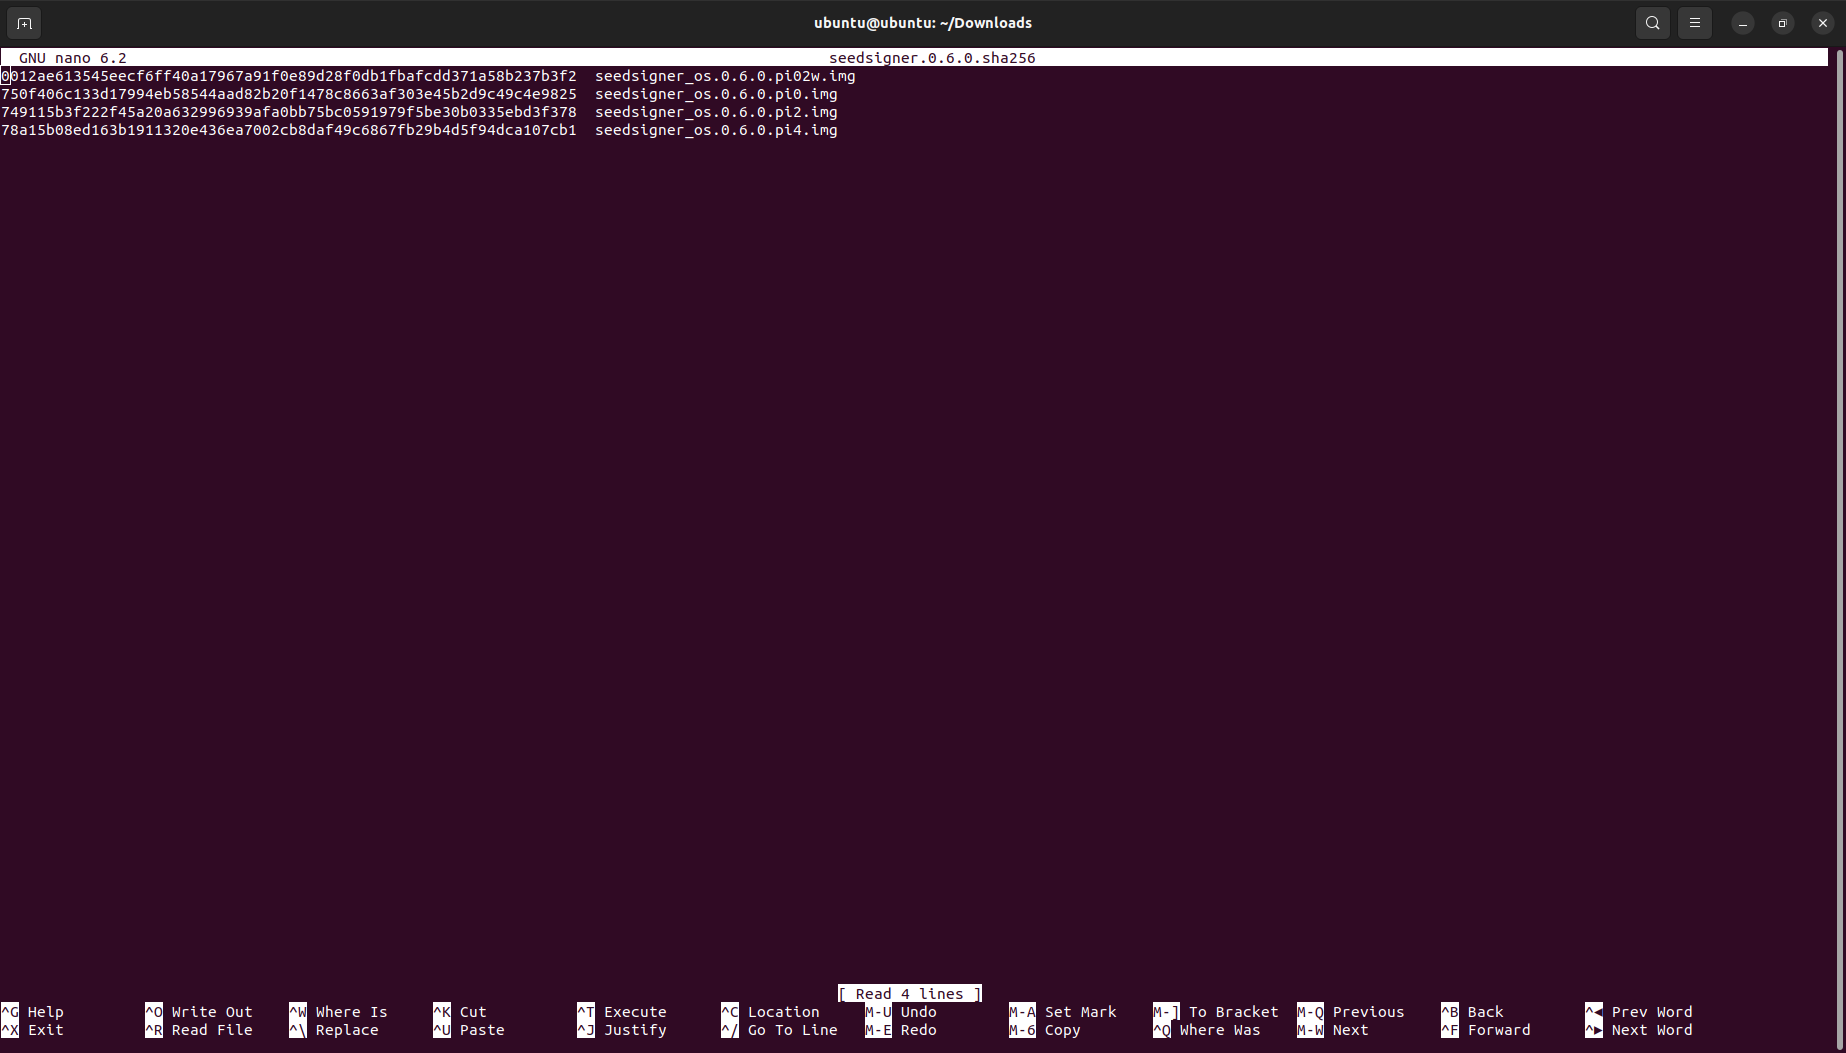 ubuntu@ubuntu: ~/Downloads
GNU nano 6.2 seedsigner.0.6.0.sha256
0012ae613545eecf6ff40a17967a91f0e89d28f0db1fbafcdd371a58b237b3f2  seedsigner_os.0.6.0.pi02w.img
750f406c133d17994eb58544aad82b20f1478c8663af303e45b2d9c49c4e9825  seedsigner_os.0.6.0.pi0.img
749115b3f222f45a20a632996939afa0bb75bc0591979f5be30b0335ebd3f378  seedsigner_os.0.6.0.pi2.img
78a15b08ed163b1911320e436ea7002cb8daf49c6867fb29b4d5f94dca107cb1  seedsigner_os.0.6.0.pi4.img
[ Read 4 lines ]
^G Help ^O Write Out ^W Where Is ^K Cut ^T Execute ^C Location M-U Undo M-A Set Mark M-] To Bracket M-Q Previous ^B Back ^◀ Prev Word
^X Exit ^R Read File ^\ Replace ^U Paste ^J Justify ^/ Go To Line M-E Redo M-6 Copy ^Q Where Was M-W Next ^F Forward ^▶ Next Word